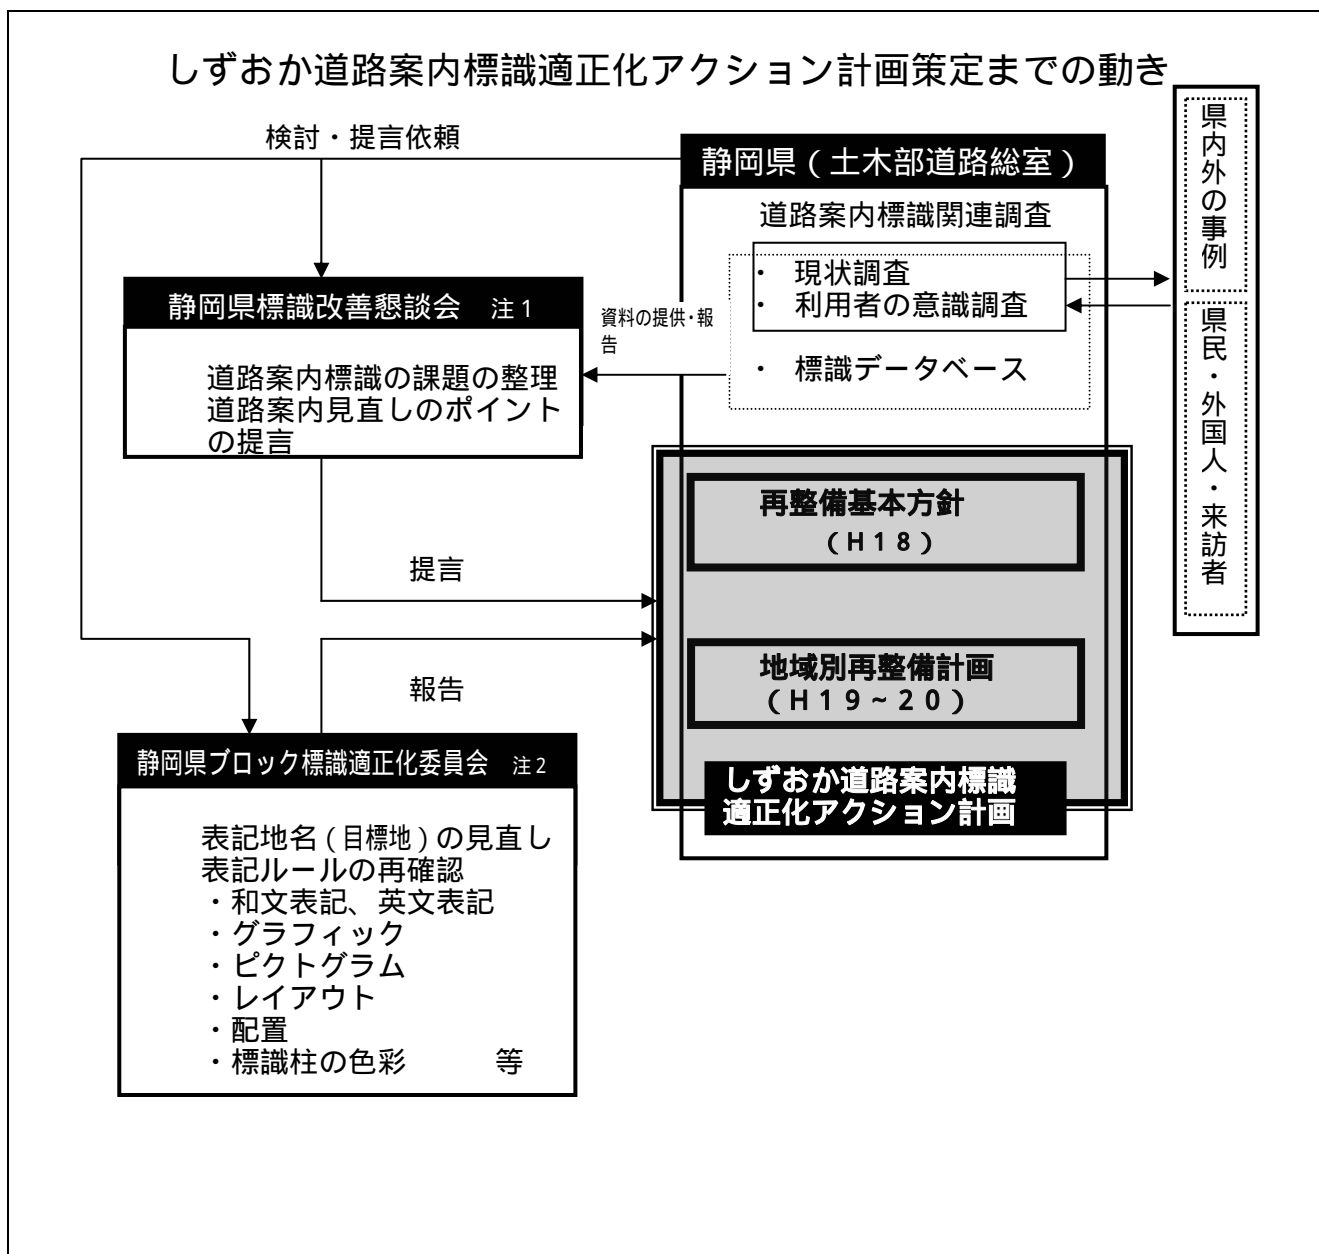 しずおか道路案内標識適正化アクション計画策定までの動き
検討・提言依頼
静岡県（土木部道路総室）
道路案内標識関連調査
・ 現状調査
・ 利用者の意識調査
・ 標識データベース
県内外の事例
県民・外国人・来訪者
資料の提供・報
告
静岡県標識改善懇談会 注1
道路案内標識の課題の整理
道路案内見直しのポイント
の提言
提言
報告
再整備基本方針
（H18）
地域別再整備計画
（H19~20）
しずおか道路案内標識
適正化アクション計画
静岡県ブロック標識適正化委員会 注2
表記地名（目標地）の見直し
表記ルールの再確認
・和文表記、英文表記
・グラフィック
・ピクトグラム
・レイアウト
・配置
・標識柱の色彩 等